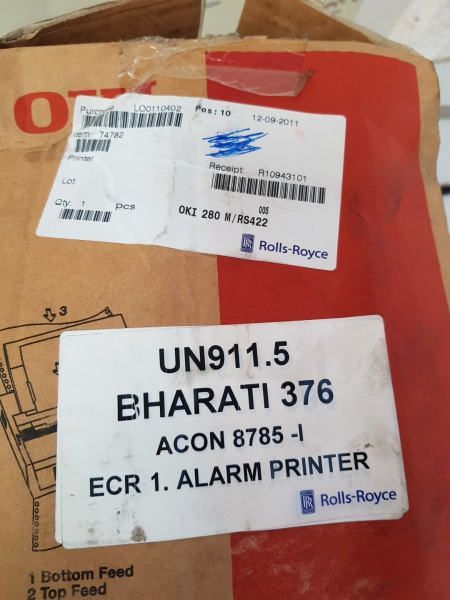 OKI
Purchase LO0110402 Pos: 10 12-09-2011
Item: 74782
Printer
Receipt: R10943101
Lot:
Qty: 1 pcs
005
OKI 280 M/RS422
Rolls-Royce
3
UN911.5
BHARATI 376
ACON 8785 -I
ECR 1. ALARM PRINTER
Rolls-Royce
1 Bottom Feed
2 Top Feed